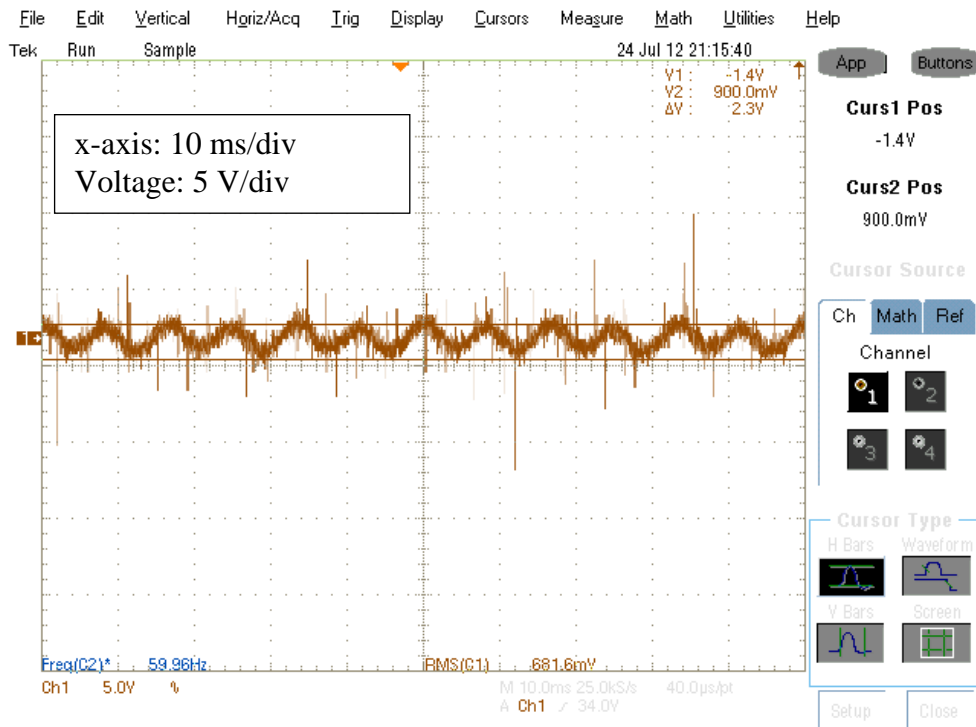 File Edit Vertical Horiz/Acq Trig Display Cursors Measure Math Utilities Help
Tek Run Sample 24 Jul 12 21:15:40
App Buttons
V1 : -1.4V
V2 : 900.0mV
ΔV : 2.3V
x-axis: 10 ms/div
Voltage: 5 V/div
Curs1 Pos
-1.4V
Curs2 Pos
900.0mV
Cursor Source
Ch Math Ref
Channel
1 2
3 4
1
Cursor Type
H Bars Waveform
V Bars Screen
Freq(C2)* 59.96Hz RMS(C1) 681.6mV
Ch1 5.0V M 10.0ms 25.0kS/s 40.0µs/pt
A Ch1 34.0V
Setup Close